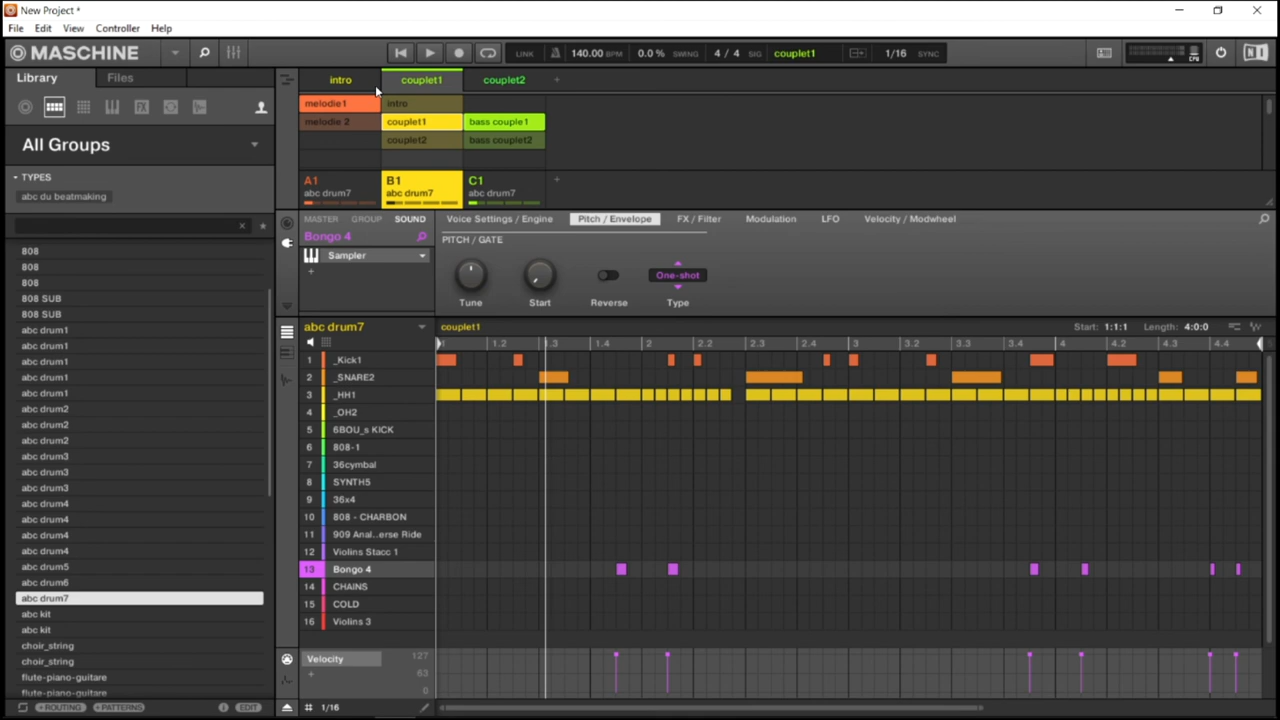 New Project *
File Edit View Controller Help
MASCHINE LINK 140.00 BPM 0.0% SWING 4 / 4 SIG couplet1 1/16 SYNC CPU
Library Files
intro couplet1 couplet2 +
melodie1 intro
melodie 2 couplet1 bass couple1
couplet2 bass couplet2
All Groups
TYPES
abc du beatmaking
A1 B1 C1 +
abc drum7 abc drum7 abc drum7
MASTER GROUP SOUND Voice Settings / Engine Pitch / Envelope FX / Filter Modulation LFO Velocity / Modwheel
Bongo 4 PITCH / GATE
Sampler
+
One-shot
Tune Start Reverse Type
808
808
808
808 SUB
808 SUB
abc drum1
abc drum1
abc drum1
abc drum1
abc drum1
abc drum2
abc drum2
abc drum2
abc drum3
abc drum3
abc drum3
abc drum4
abc drum4
abc drum4
abc drum4
abc drum5
abc drum6
abc drum7
abc kit
abc kit
choir_string
choir_string
flute-piano-guitare
flute-piano-guitare
abc drum7 couplet1 Start: 1:1:1 Length: 4:0:0
1 1.2 1.3 1.4 2 2.2 2.3 2.4 3 3.2 3.3 3.4 4 4.2 4.3 4.4
1 _Kick1
2 _SNARE2
3 _HH1
4 _OH2
5 6BOU_s KICK
6 808-1
7 36cymbal
8 SYNTH5
9 36x4
10 808 - CHARBON
11 909 Anal..erse Ride
12 Violins Stacc 1
13 Bongo 4
14 CHAINS
15 COLD
16 Violins 3
Velocity 127
+ 63
0
+ROUTING +PATTERNS EDIT 1/16